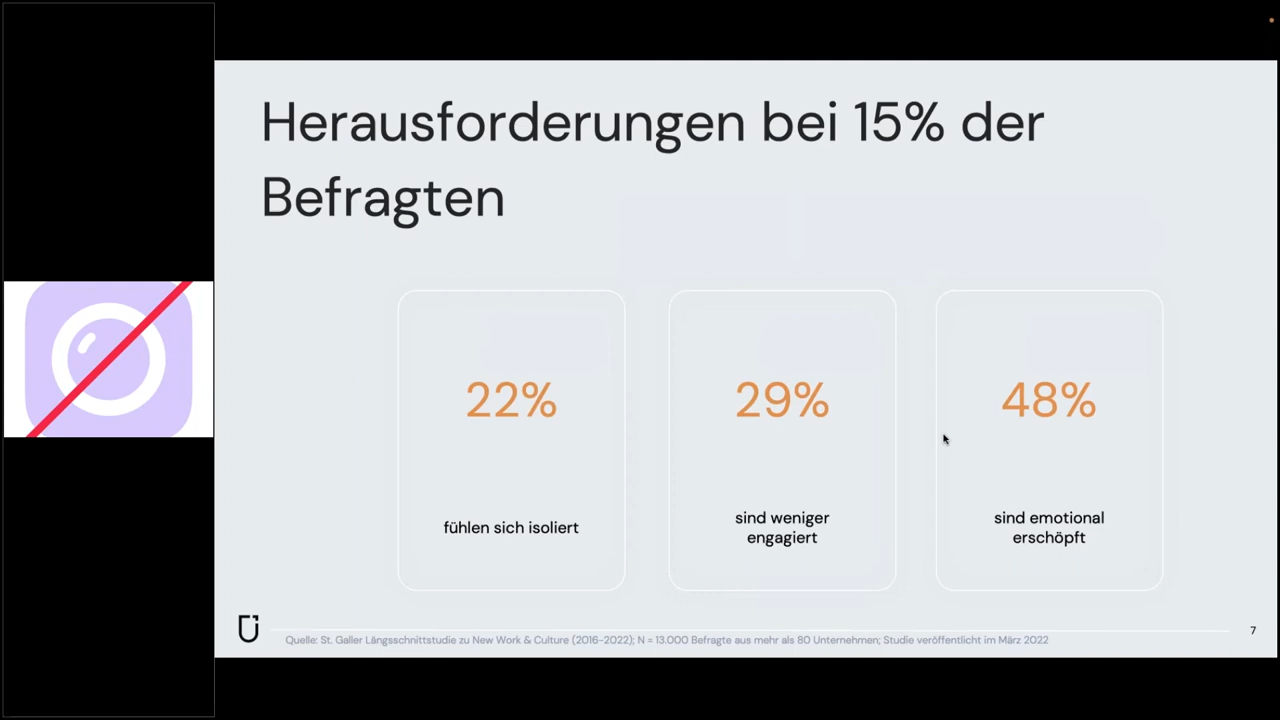 Herausforderungen bei 15% der
Befragten
22%
fühlen sich isoliert
29%
sind weniger
engagiert
48%
sind emotional
erschöpft
Quelle: St. Galler Längsschnittstudie zu New Work & Culture (2016-2022); N = 13.000 Befragte aus mehr als 80 Unternehmen; Studie veröffentlicht im März 2022
7